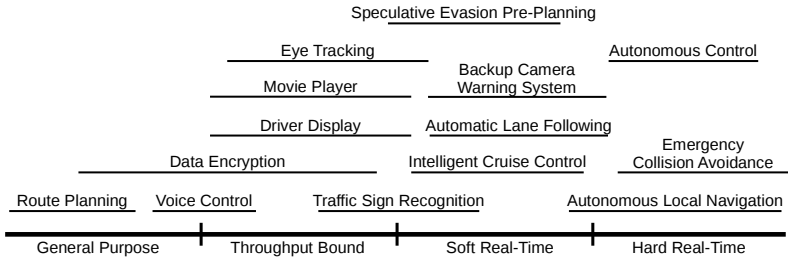 Speculative Evasion Pre-Planning
Eye Tracking
Autonomous Control
Movie Player
Backup Camera
Warning System
Driver Display
Automatic Lane Following
Data Encryption
Intelligent Cruise Control
Emergency
Collision Avoidance
Route Planning
Voice Control
Traffic Sign Recognition
Autonomous Local Navigation
General Purpose
Throughput Bound
Soft Real-Time
Hard Real-Time